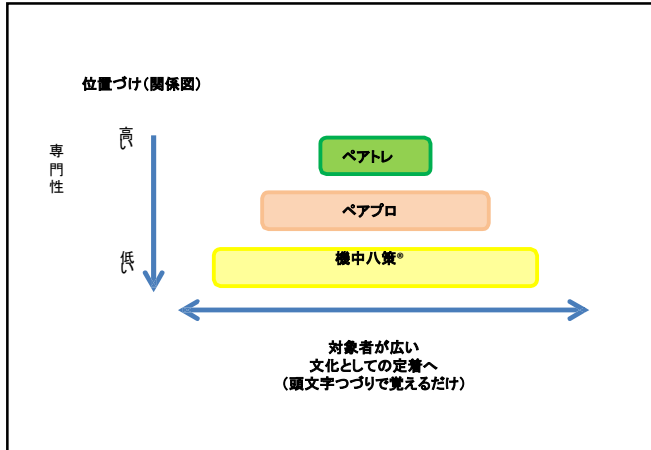 位置づけ(関係図)
専門性
高い
ペアトレ
ペアプロ
低い
機中八策®
対象者が広い
文化としての定着へ
(頭文字つづりで覚えるだけ)